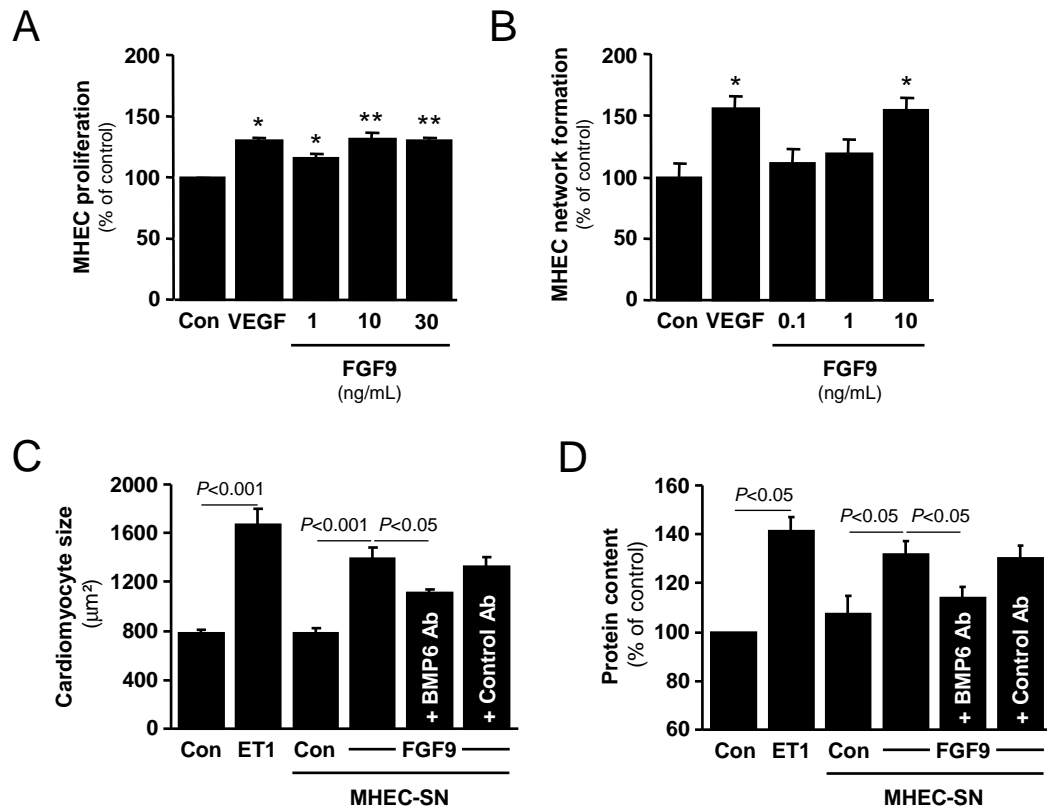 A
MHEC proliferation
(% of control)
200
150
100
50
0
*
*
**
**
Con VEGF 1 10 30
FGF9
(ng/mL)
B
MHEC network formation
(% of control)
200
150
100
50
0
*
*
Con VEGF 0.1 1 10
FGF9
(ng/mL)
C
Cardiomyocyte size
(µm²)
2000
1600
1200
800
400
0
P<0.001
P<0.001
P<0.05
+ BMP6 Ab
+ Control Ab
Con ET1 Con FGF9
MHEC-SN
D
Protein content
(% of control)
160
140
120
100
80
60
P<0.05
P<0.05
P<0.05
+ BMP6 Ab
+ Control Ab
Con ET1 Con FGF9
MHEC-SN